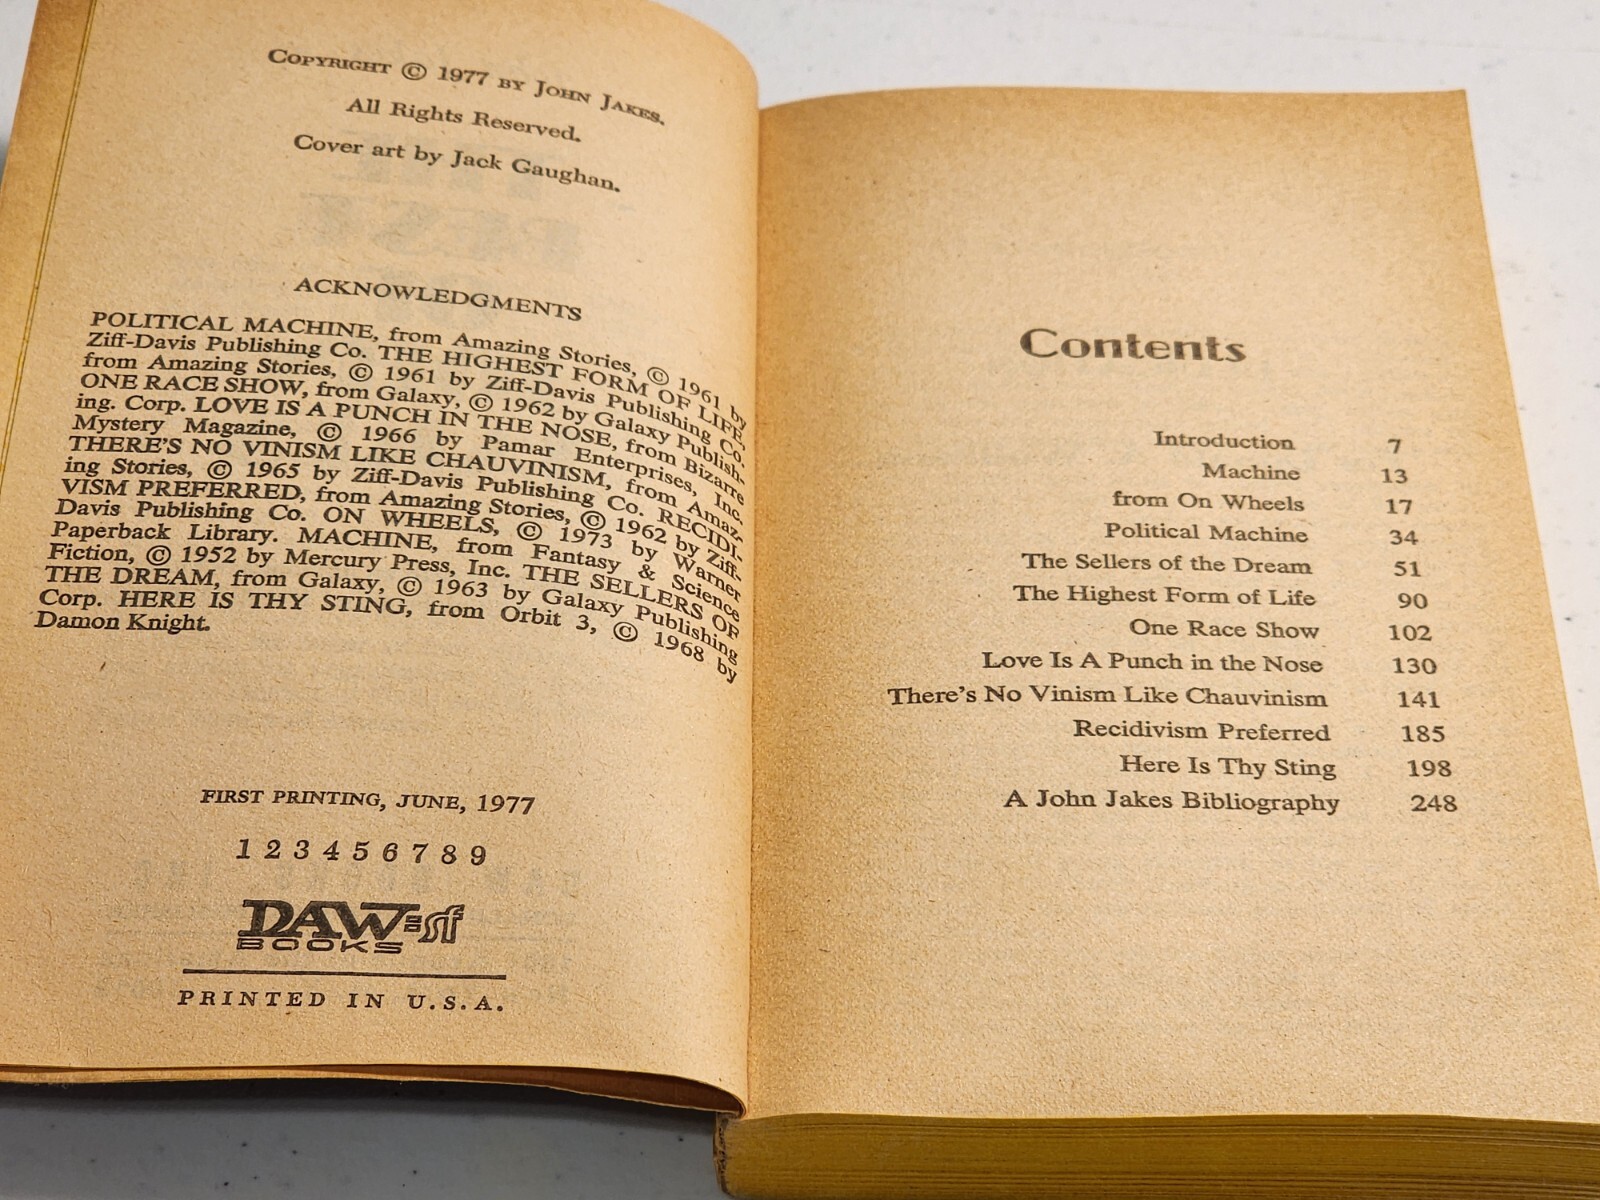 COPYRIGHT © 1977 BY JOHN JAKES.
All Rights Reserved.
Cover art by Jack Gaughan.
ACKNOWLEDGMENTS
POLITICAL MACHINE, from Amazing Stories, © 1961 by
Ziff-Davis Publishing Co. THE HIGHEST FORM OF LIFE,
from Amazing Stories, © 1961 by Ziff-Davis Publishing Co.
ONE RACE SHOW, from Galaxy, © 1962 by Galaxy Publish-
ing. Corp. LOVE IS A PUNCH IN THE NOSE, from Bizarre
Mystery Magazine, © 1966 by Pamar Enterprises, Inc.
THERE'S NO VINISM LIKE CHAUVINISM, from Amaz-
ing Stories, © 1965 by Ziff-Davis Publishing Co. RECIDI-
VISM PREFERRED, from Amazing Stories, © 1962 by Ziff-
Davis Publishing Co. ON WHEELS, © 1973 by Warner
Paperback Library. MACHINE, from Fantasy & Science
Fiction, © 1952 by Mercury Press, Inc. THE SELLERS OF
THE DREAM, from Galaxy, © 1963 by Galaxy Publishing
Corp. HERE IS THY STING, from Orbit 3, © 1968 by
Damon Knight.
FIRST PRINTING, JUNE, 1977
1 2 3 4 5 6 7 8 9
DAW=sf
BOOKS
PRINTED IN U.S.A.
Contents
Introduction 7
Machine 13
from On Wheels 17
Political Machine 34
The Sellers of the Dream 51
The Highest Form of Life 90
One Race Show 102
Love Is A Punch in the Nose 130
There's No Vinism Like Chauvinism 141
Recidivism Preferred 185
Here Is Thy Sting 198
A John Jakes Bibliography 248